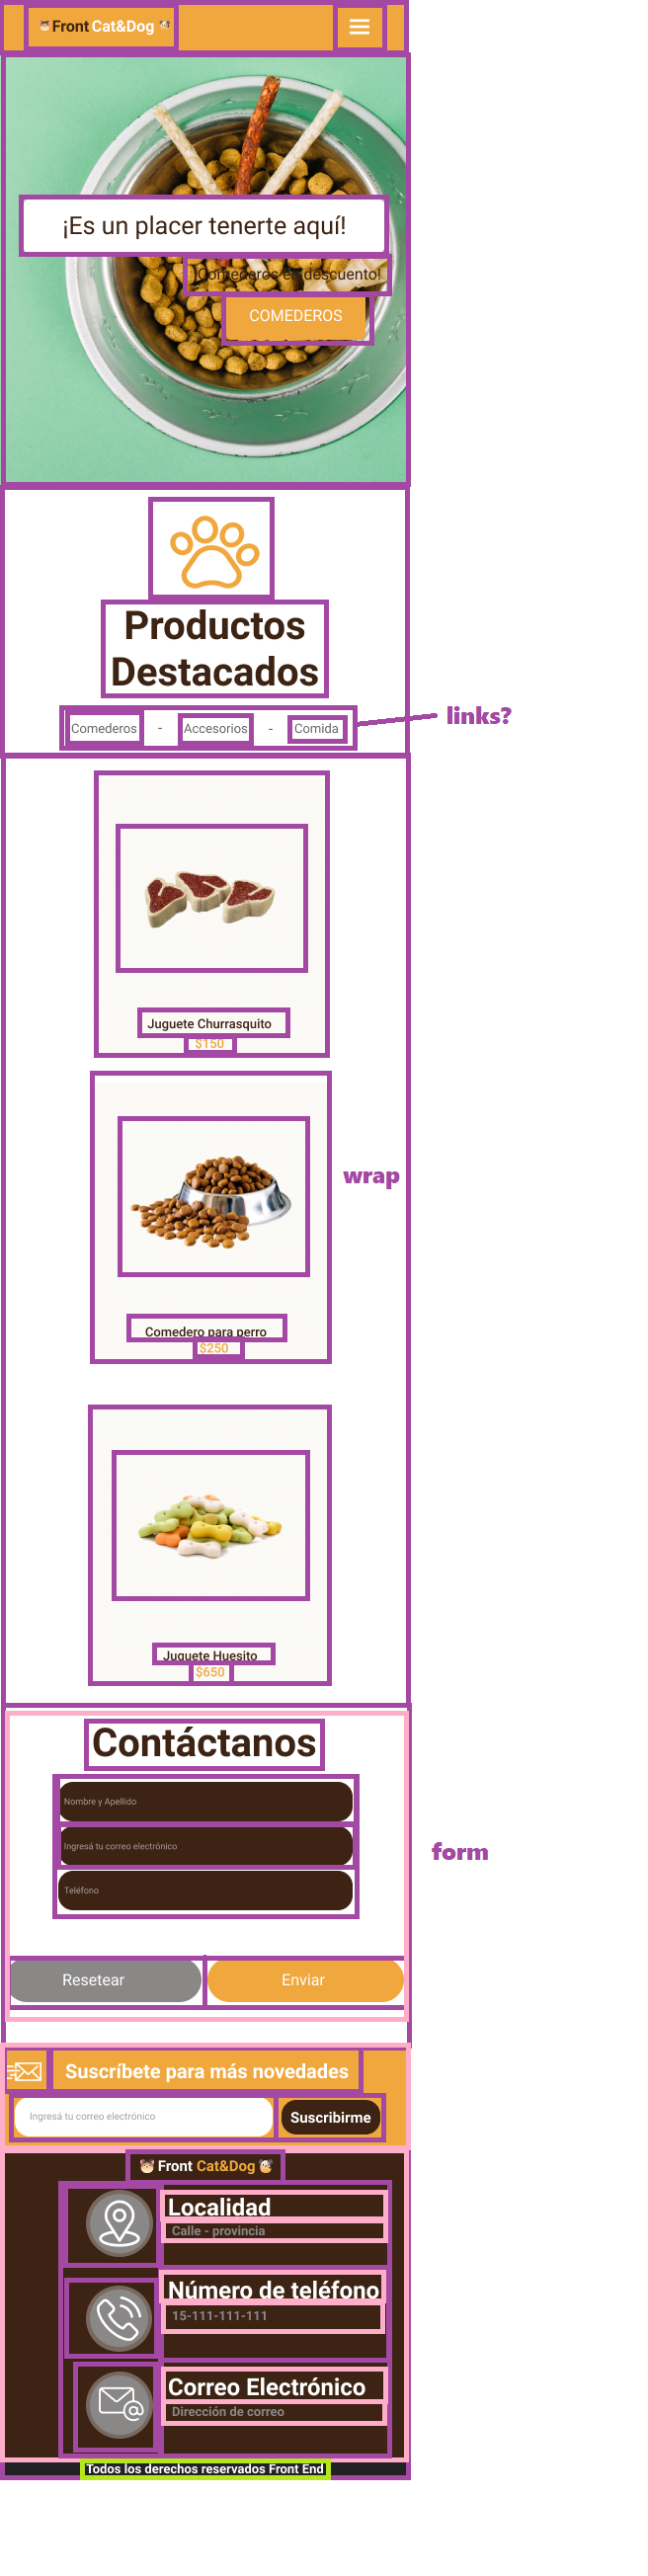 Front Cat&Dog
¡Es un placer tenerte aquí!
¡Comederos en descuento!
COMEDEROS
Productos
Destacados
Comederos - Accesorios - Comida
links?
Juguete Churrasquito
$150
wrap
Comedero para perro
$250
Juguete Huesito
$650
Contáctanos
Nombre y Apellido
Ingresá tu correo electrónico
form
Teléfono
Resetear Enviar
Suscríbete para más novedades
Ingresá tu correo electrónico Suscribirme
Front Cat&Dog
Localidad
Calle - provincia
Número de teléfono
15-111-111-111
Correo Electrónico
Dirección de correo
Todos los derechos reservados Front End